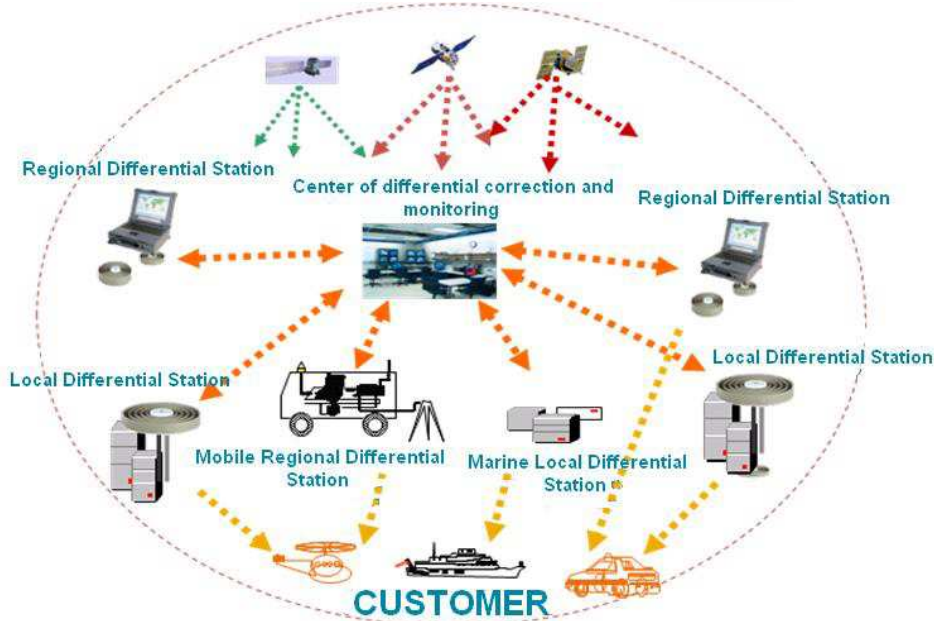 Regional Differential Station
Center of differential correction and
monitoring
Regional Differential Station
Local Differential Station
Local Differential Station
Mobile Regional Differential
Station
Marine Local Differential
Station
CUSTOMER